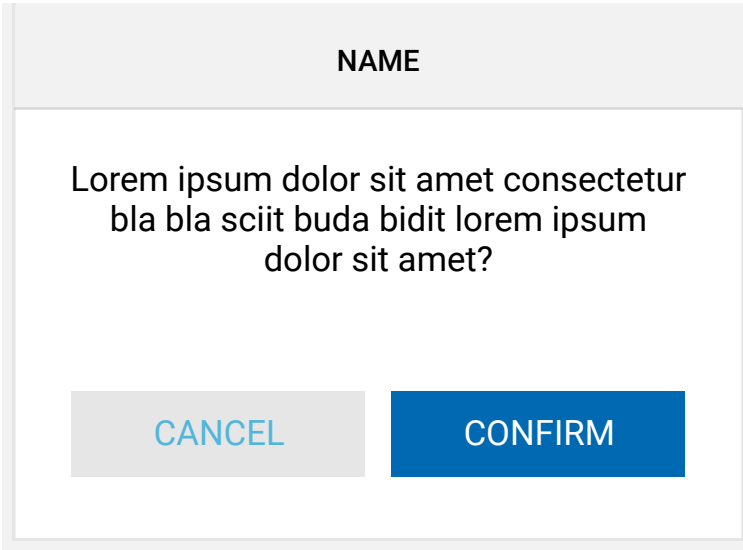 NAME
Lorem ipsum dolor sit amet consectetur
bla bla sciit buda bidit lorem ipsum
dolor sit amet?
CANCEL
CONFIRM